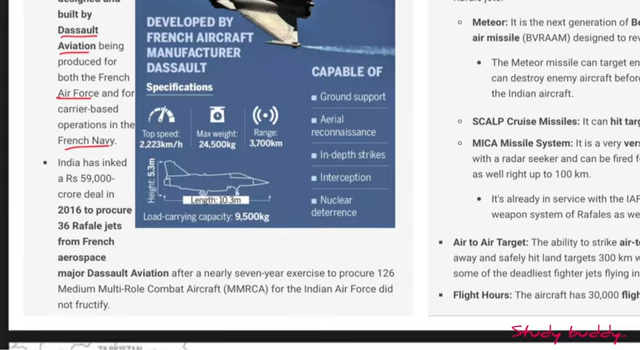 designed and
built by
Dassault
Aviation being
produced for
both the French
Air Force and for
carrier-based
operations in the
French Navy.
India has inked
a Rs 59,000-
crore deal in
2016 to procure
36 Rafale jets
from French
aerospace
major Dassault Aviation after a nearly seven-year exercise to procure 126
Medium Multi-Role Combat Aircraft (MMRCA) for the Indian Air Force did
not fructify.
DEVELOPED BY
FRENCH AIRCRAFT
MANUFACTURER
DASSAULT
Specifications
Top speed:
2,223km/h
Max weight:
24,500kg
Range:
3,700km
Height: 5.3m
Length: 10.3m
Load-carrying capacity: 9,500kg
CAPABLE OF
Ground support
Aerial
reconnaissance
In-depth strikes
Interception
Nuclear
deterrence
Meteor: It is the next generation of
air missile (BVRAAM) designed to
The Meteor missile can target
can destroy enemy aircraft before
the Indian aircraft.
SCALP Cruise Missiles: It can hit
MICA Missile System: It is a very
with a radar seeker and can be fired
as well right up to 100 km.
It's already in service with the IAF
weapon system of Rafales as
Air to Air Target: The ability to strike
away and safely hit land targets 300 km
some of the deadliest fighter jets flying in
Flight Hours: The aircraft has 30,000
Study buddy